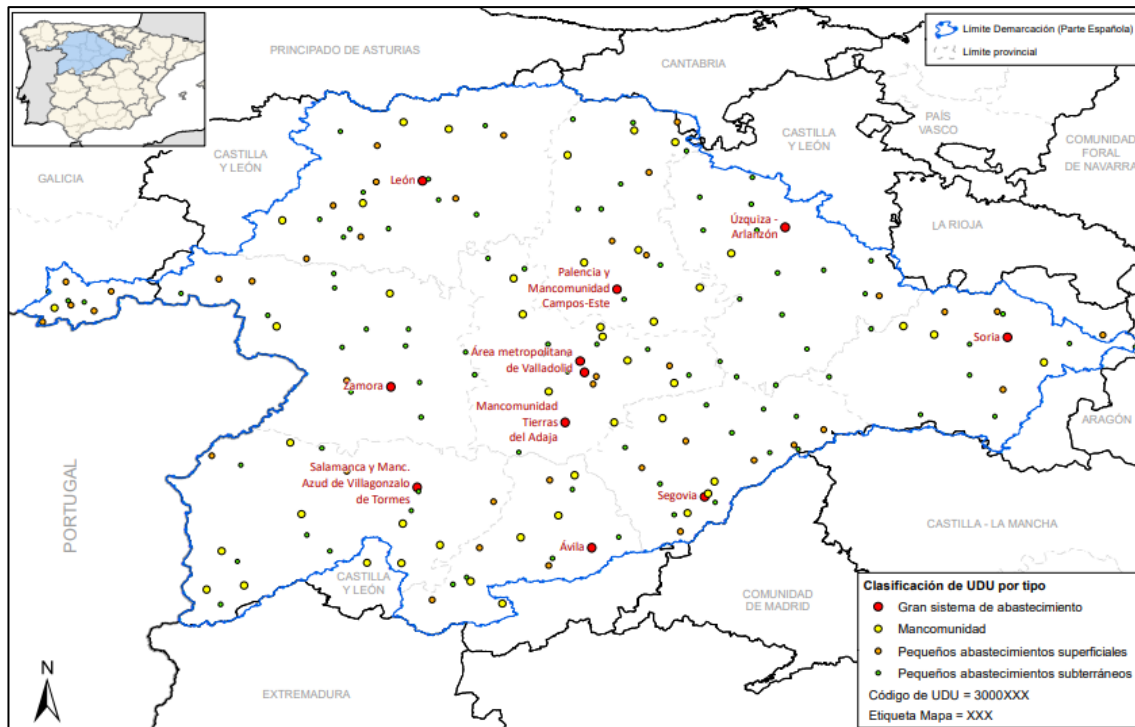 PRINCIPADO DE ASTURIAS
CANTABRIA
Límite Demarcación (Parte Española)
Límite provincial
PAÍS
VASCO
COMUNIDAD
FORAL
DE NAVARRA
CASTILLA
Y LEÓN
CASTILLA
Y LEÓN
GALICIA
León
LA RIOJA
Úzquiza -
Arlanzón
Palencia y
Mancomunidad
Campos-Este
Soria
Área metropolitana
de Valladolid
Zamora
Mancomunidad
Tierras
del Adaja
ARAGÓN
PORTUGAL
Salamanca y Manc.
Azud de Villagonzalo
de Tormes
Segovia
CASTILLA - LA MANCHA
Ávila
CASTILLA
Y LEÓN
COMUNIDAD
DE MADRID
EXTREMADURA
N
Clasificación de UDU por tipo
Gran sistema de abastecimiento
Mancomunidad
Pequeños abastecimientos superficiales
Pequeños abastecimientos subterráneos
Código de UDU = 3000XXX
Etiqueta Mapa = XXX